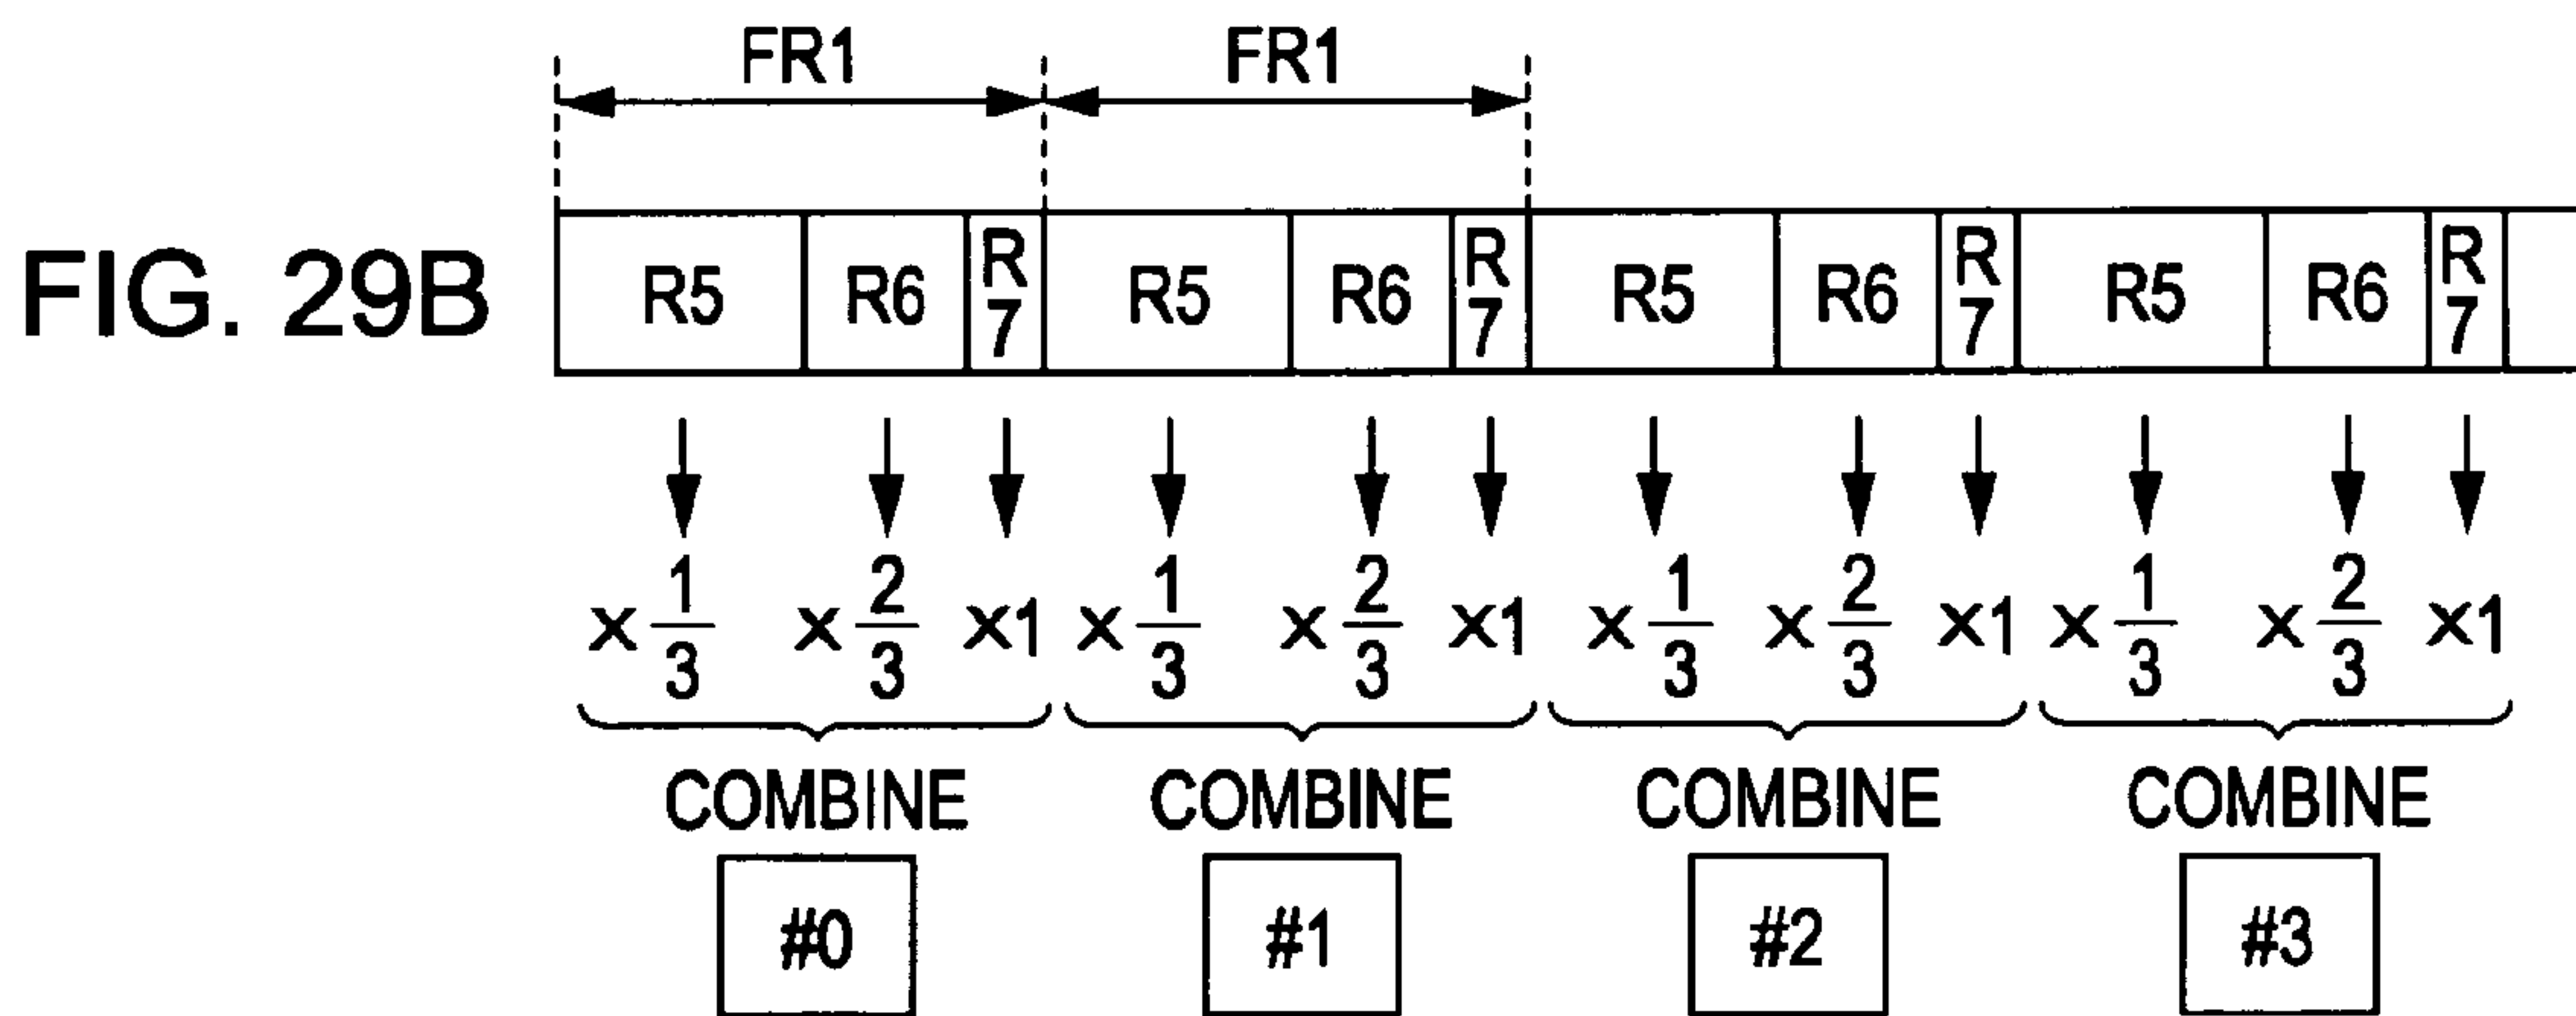 FR1 FR1
FIG. 29B
R5 R6 R7 R5 R6 R7 R5 R6 R7 R5 R6 R7
×1/3 ×2/3 ×1 ×1/3 ×2/3 ×1 ×1/3 ×2/3 ×1 ×1/3 ×2/3 ×1
COMBINE COMBINE COMBINE COMBINE
#0 #1 #2 #3